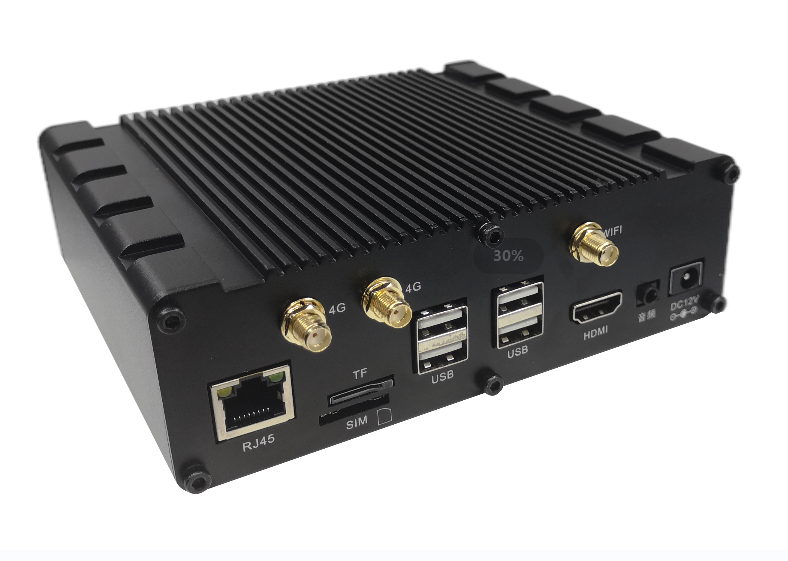 WIFI
30%
4G
4G
DC12V
音频
HDMI
USB
USB
TF
SIM
RJ45